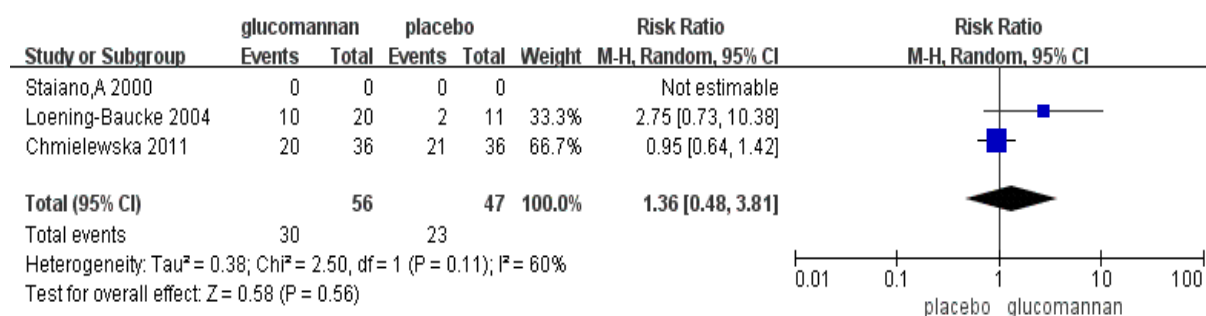 glucomannan placebo Risk Ratio Risk Ratio
Study or Subgroup Events Total Events Total Weight M-H, Random, 95% CI M-H, Random, 95% CI
Staiano,A 2000 0 0 0 0 Not estimable
Loening-Baucke 2004 10 20 2 11 33.3% 2.75 [0.73, 10.38]
Chmielewska 2011 20 36 21 36 66.7% 0.95 [0.64, 1.42]
Total (95% CI) 56 47 100.0% 1.36 [0.48, 3.81]
Total events 30 23
Heterogeneity: Tau² = 0.38; Chi² = 2.50, df = 1 (P = 0.11); I² = 60%
Test for overall effect: Z = 0.58 (P = 0.56)
0.01 0.1 1 10 100
placebo glucomannan